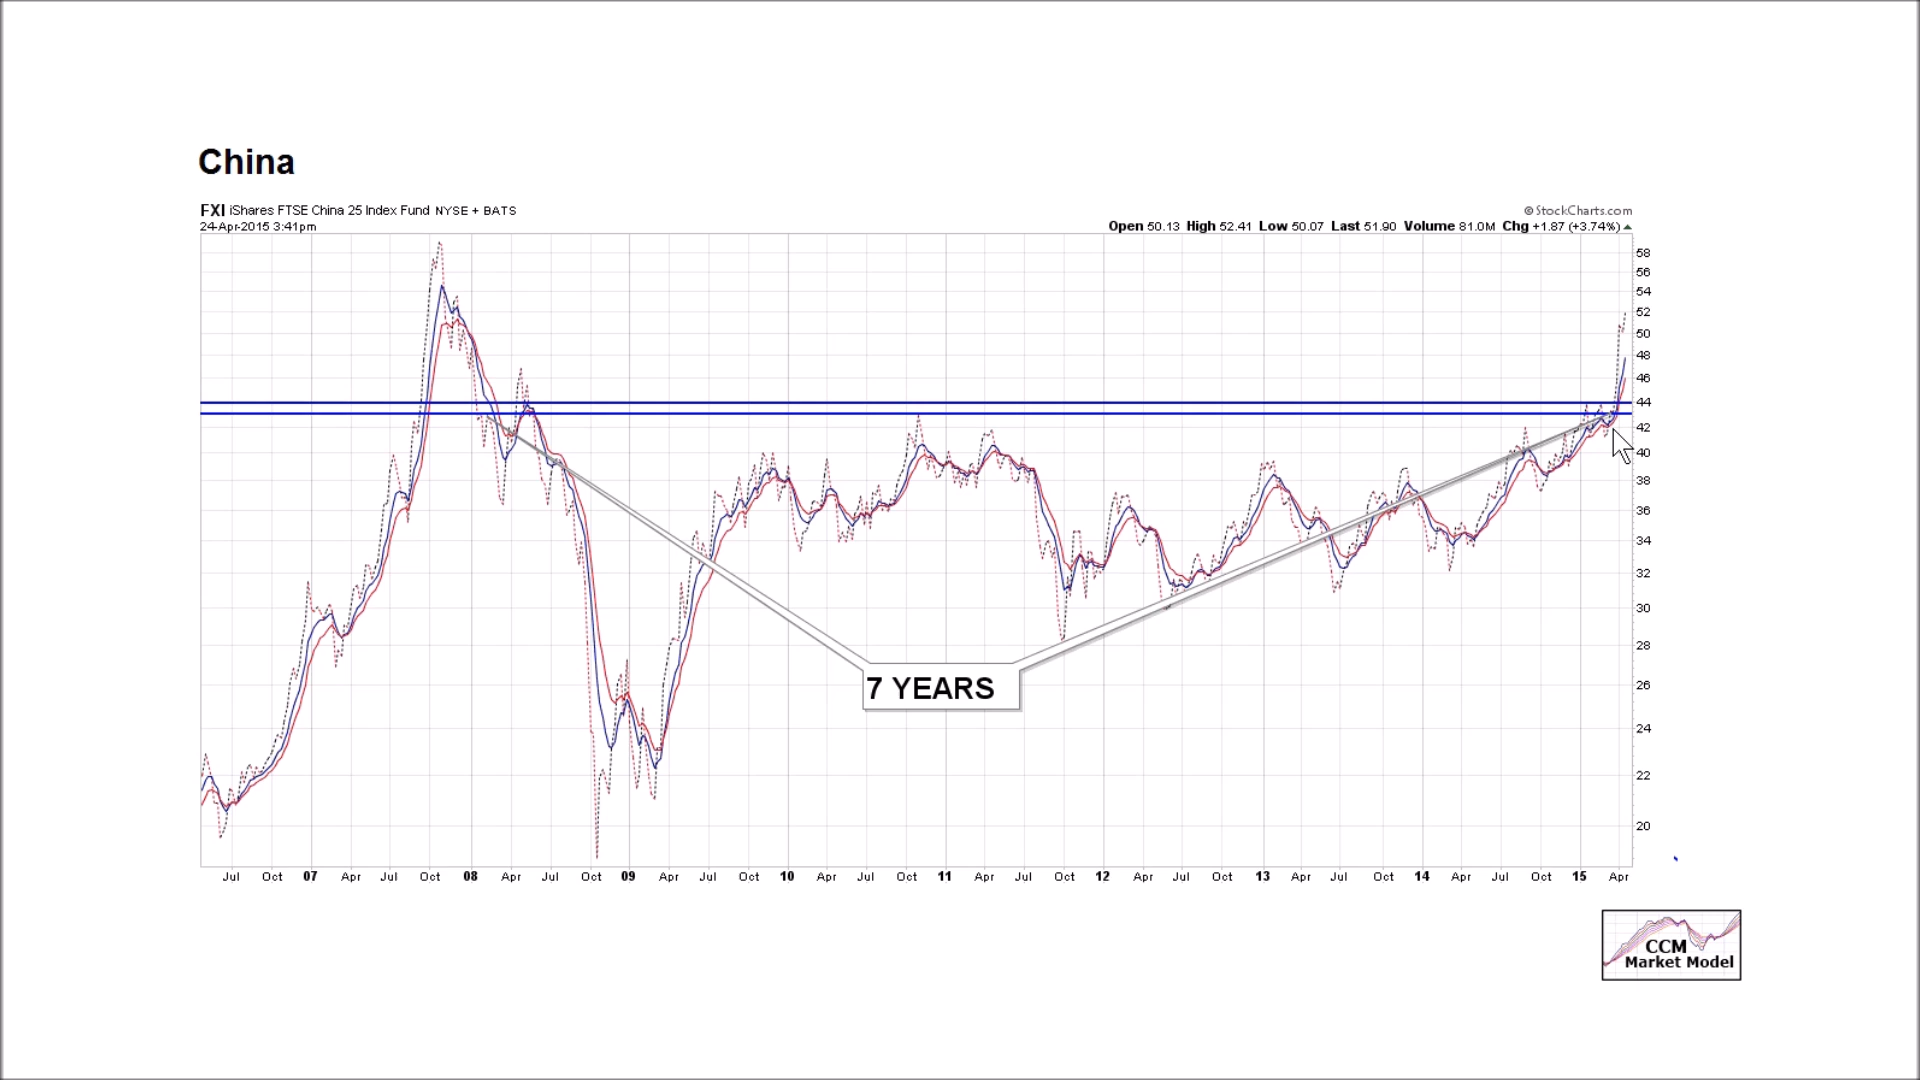 China
FXI iShares FTSE China 25 Index Fund NYSE + BATS
© StockCharts.com
24-Apr-2015 3:41pm
Open 50.13 High 52.41 Low 50.07 Last 51.90 Volume 81.0M Chg +1.87 (+3.74%)
58
56
54
52
50
48
46
44
42
40
38
36
34
32
30
28
26
24
22
20
7 YEARS
Jul Oct 07 Apr Jul Oct 08 Apr Jul Oct 09 Apr Jul Oct 10 Apr Jul Oct 11 Apr Jul Oct 12 Apr Jul Oct 13 Apr Jul Oct 14 Apr Jul Oct 15 Apr
CCM
Market Model